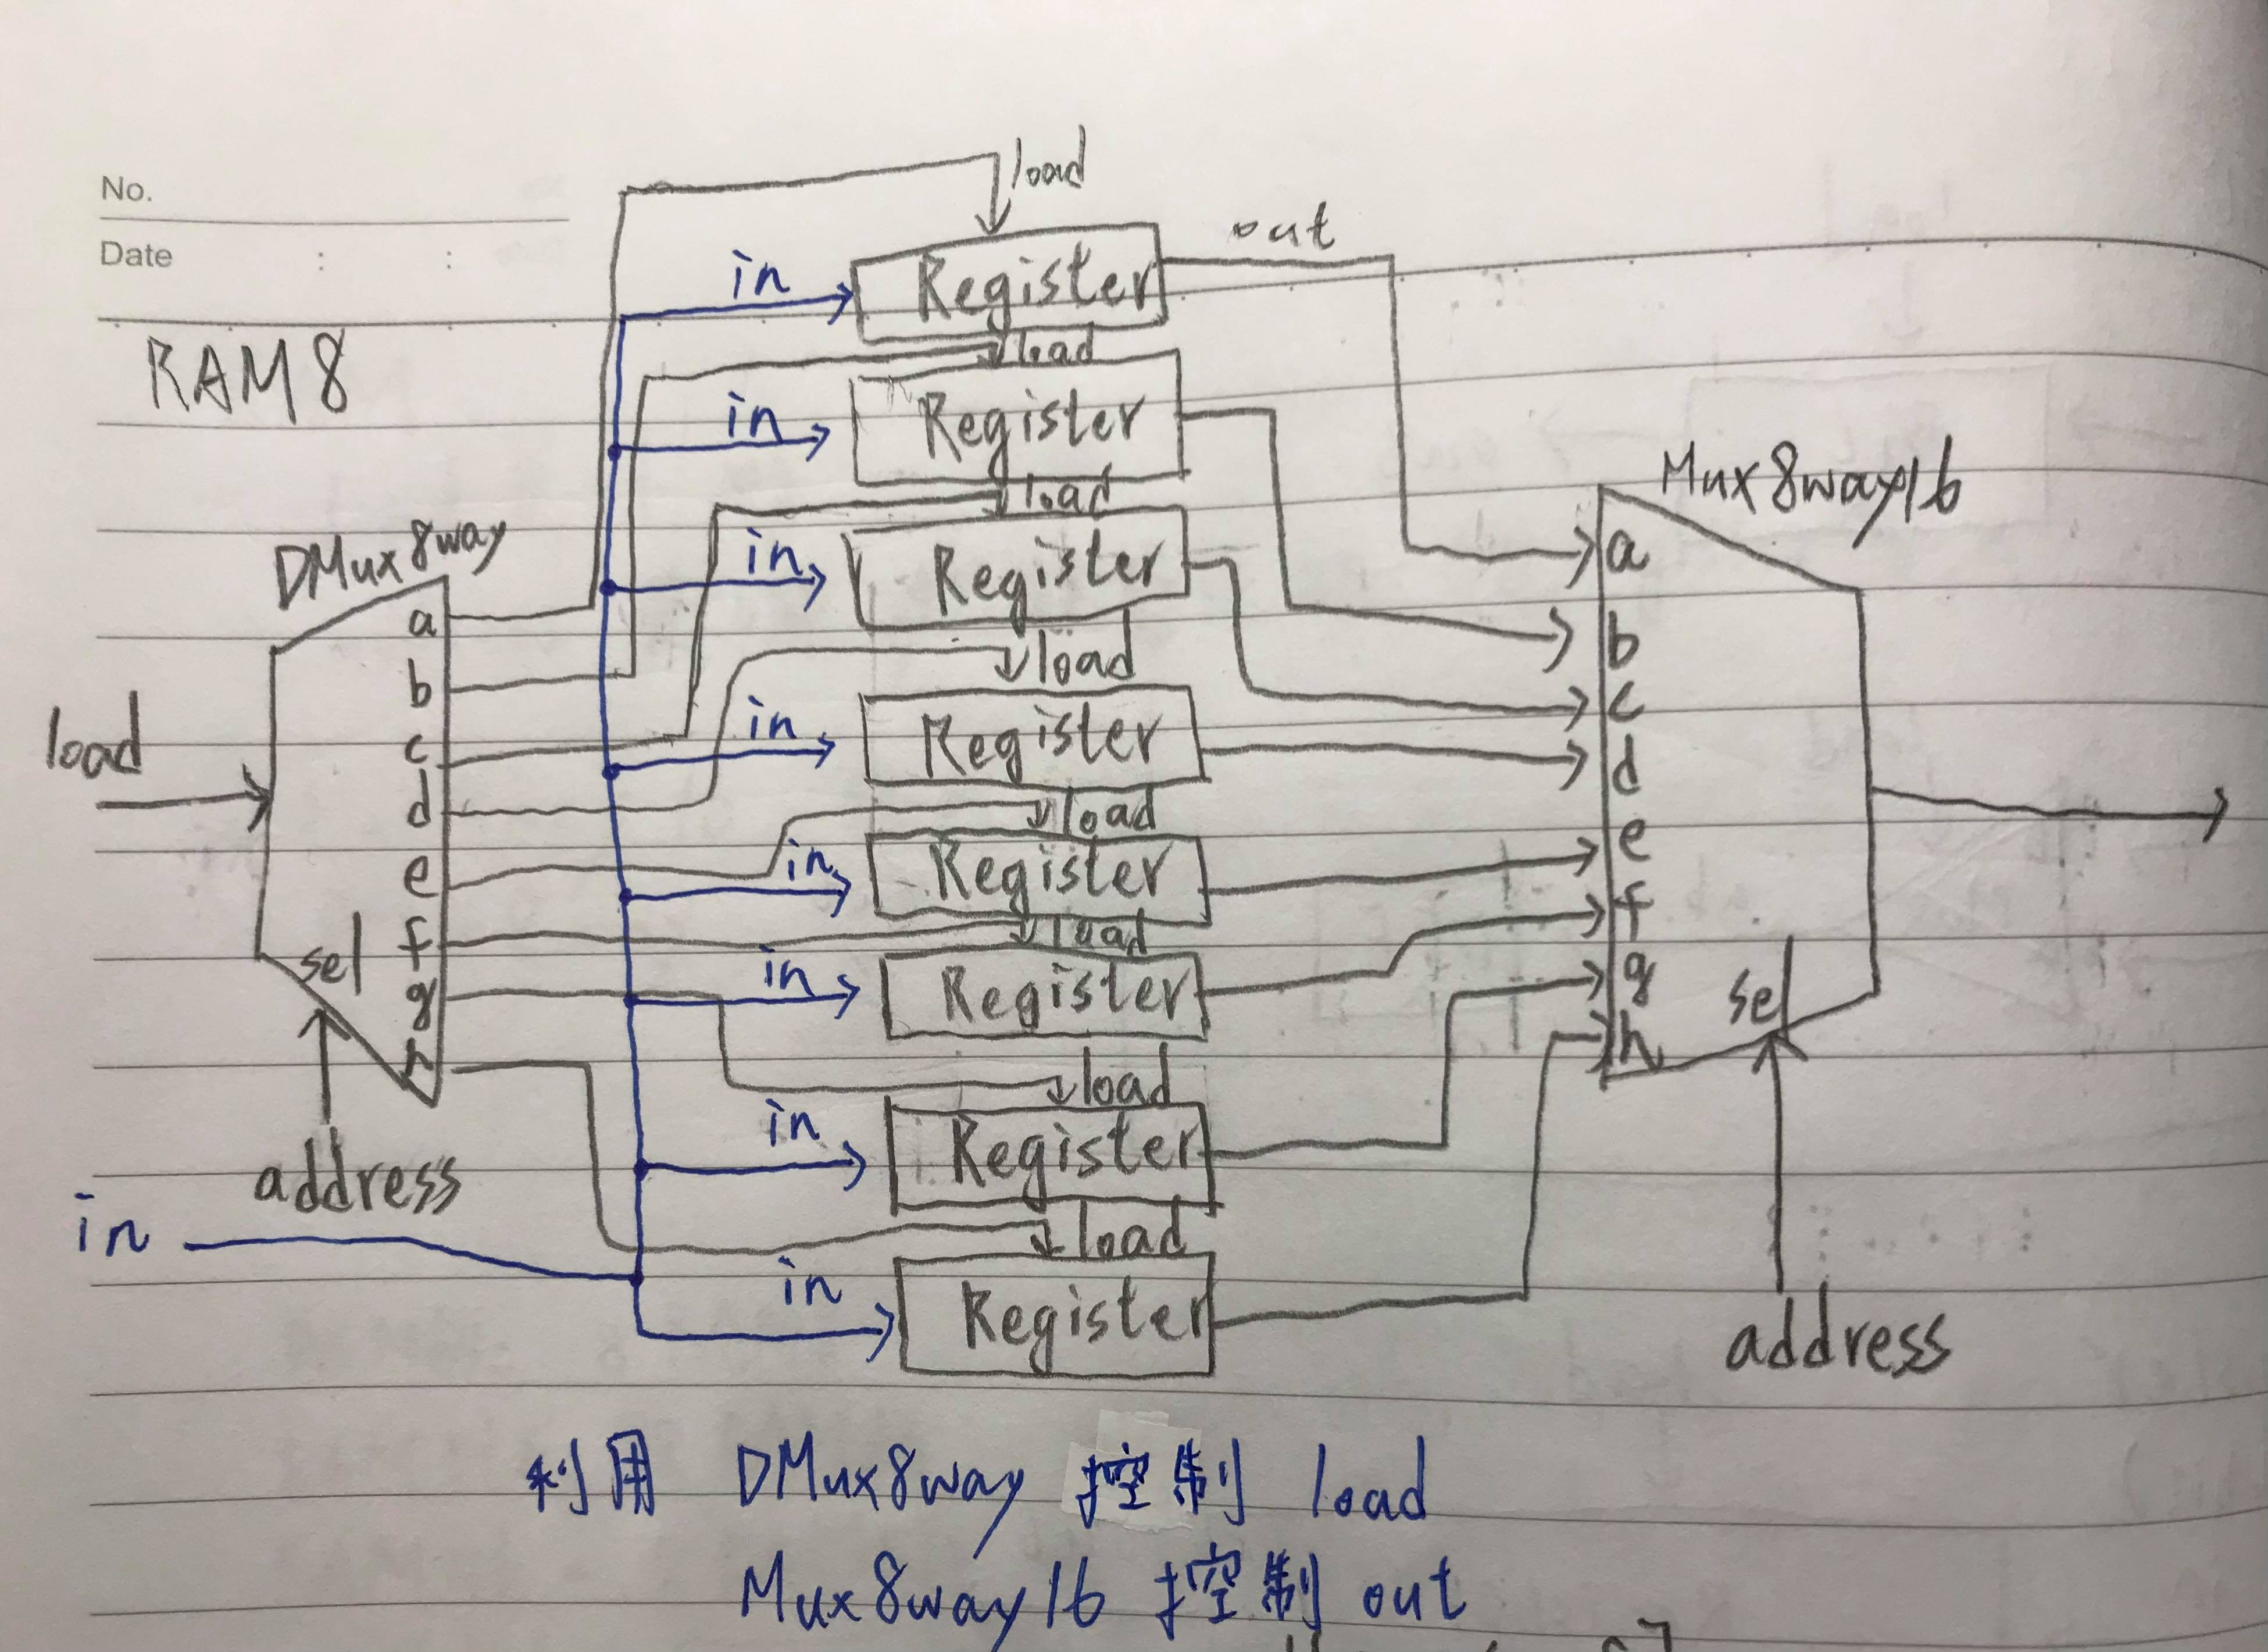 No.
Date : :
RAM8
load
out
in Register
load
in Register
load
in Register
load
in Register
load
in Register
load
in Register
load
in Register
load
in Register
DMux8way
a
b
c
d
e
f
g
h
sel
load
address
in
Mux8way16
a
b
c
d
e
f
g
h
sel
address
利用 DMux8way 控制 load
Mux8way16 控制 out